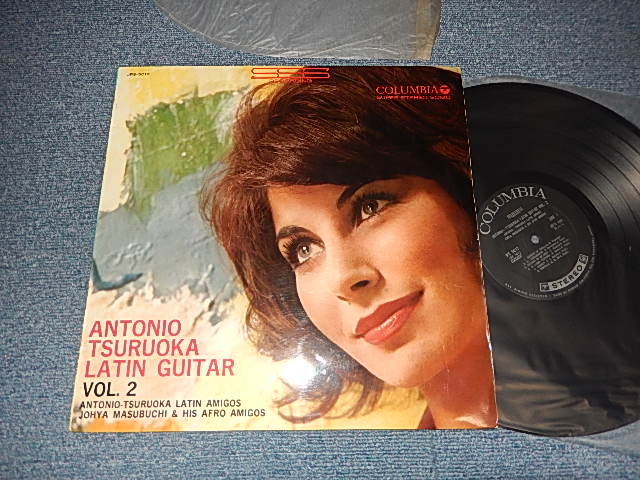 SSS
COLUMBIA
SUPER STEREO SOUND
ANTONIO
TSURUOKA
LATIN GUITAR
VOL. 2
ANTONIO-TSURUOKA LATIN AMIGOS
JOHYA MASUBUCHI & HIS AFRO AMIGOS
COLUMBIA
STEREO